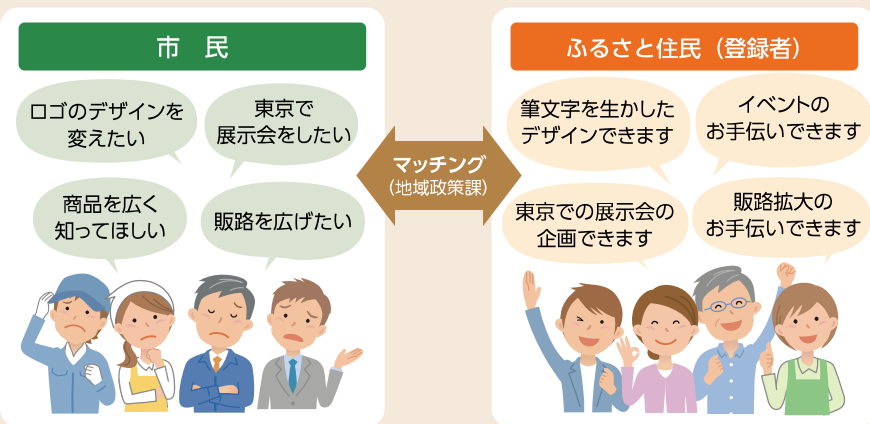 市 民
ロゴのデザインを
変えたい
東京で
展示会をしたい
商品を広く
知ってほしい
販路を広げたい
マッチング
(地域政策課)
ふるさと住民(登録者)
筆文字を生かした
デザインできます
イベントの
お手伝いできます
東京での展示会の
企画できます
販路拡大の
お手伝いできます